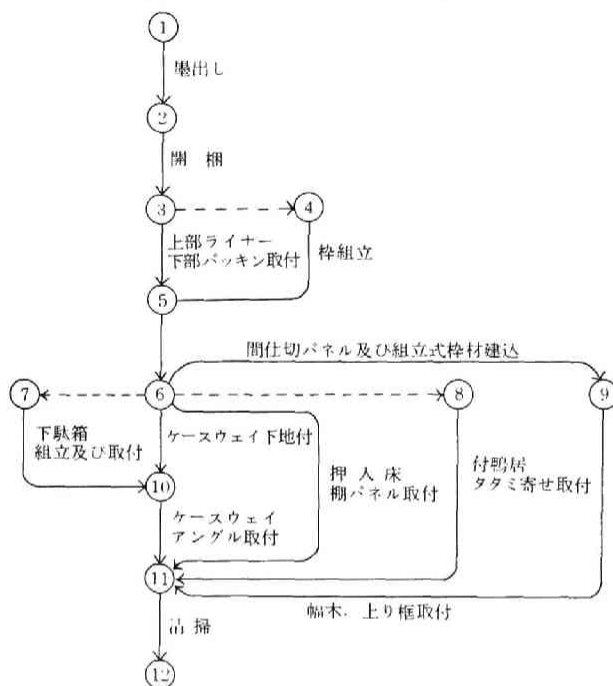 ①
墨出し
②
開 梱
③
④
上部ライナー
下部パッキン取付
枠組立
⑤
間仕切パネル及び組立式枠材建込
⑦
⑥
⑧
⑨
下駄箱
組立及び取付
ケースウェイ下地付
押 入 床
棚パネル取付
付鴨居
タタミ寄せ取付
⑩
ケースウェイ
アングル取付
⑪
幅木、上り框取付
清 掃
⑫